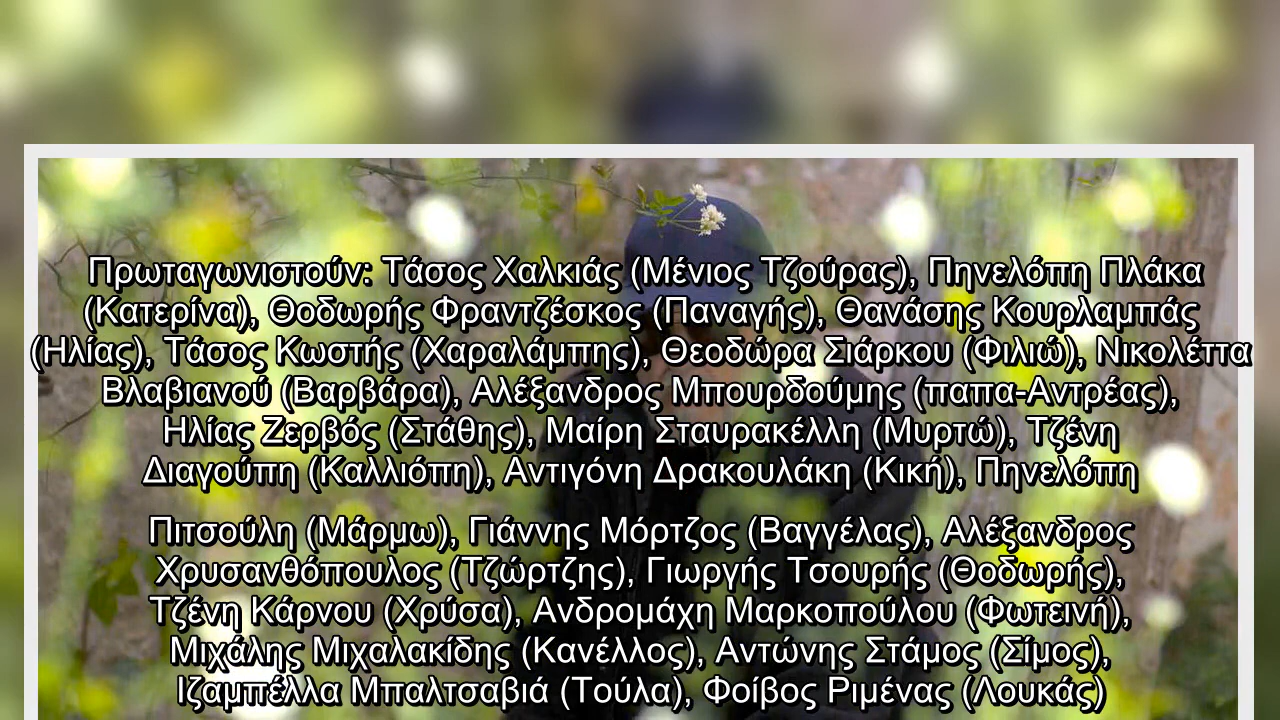 Πρωταγωνιστούν: Τάσος Χαλκιάς (Μένιος Τζούρας), Πηνελόπη Πλάκα
(Κατερίνα), Θοδωρής Φραντζέσκος (Παναγής), Θανάσης Κουρλαμπάς
(Ηλίας), Τάσος Κωστής (Χαραλάμπης), Θεοδώρα Σιάρκου (Φιλιώ), Νικολέττα
Βλαβιανού (Βαρβάρα), Αλέξανδρος Μπουρδούμης (παπα-Αντρέας),
Ηλίας Ζερβός (Στάθης), Μαίρη Σταυρακέλλη (Μυρτώ), Τζένη
Διαγούπη (Καλλιόπη), Αντιγόνη Δρακουλάκη (Κική), Πηνελόπη
Πιτσούλη (Μάρμω), Γιάννης Μόρτζος (Βαγγέλας), Αλέξανδρος
Χρυσανθόπουλος (Τζώρτζης), Γιωργής Τσουρής (Θοδωρής),
Τζένη Κάρνου (Χρύσα), Ανδρομάχη Μαρκοπούλου (Φωτεινή),
Μιχάλης Μιχαλακίδης (Κανέλλος), Αντώνης Στάμος (Σίμος),
Ιζαμπέλλα Μπαλτσαβιά (Τούλα), Φοίβος Ριμένας (Λουκάς)